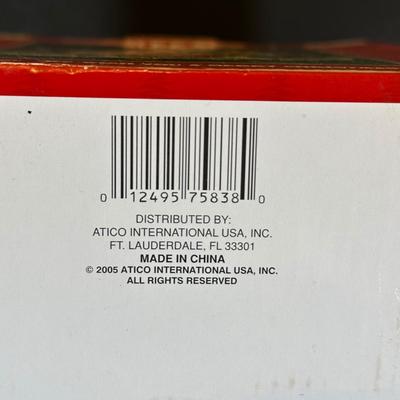 0 12495 75838 0
DISTRIBUTED BY:
ATICO INTERNATIONAL USA, INC.
FT. LAUDERDALE, FL 33301
MADE IN CHINA
© 2005 ATICO INTERNATIONAL USA, INC.
ALL RIGHTS RESERVED